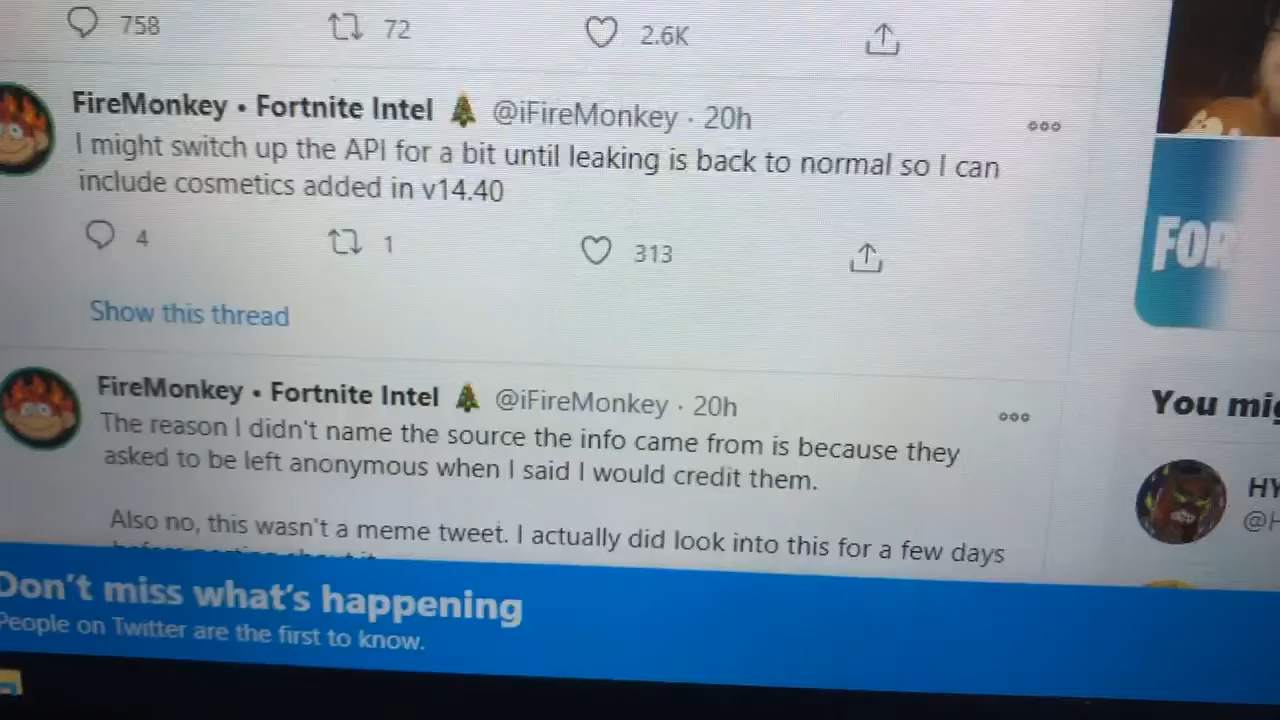 758 72 2.6K
FireMonkey • Fortnite Intel 🎄 @iFireMonkey · 20h
I might switch up the API for a bit until leaking is back to normal so I can
include cosmetics added in v14.40
4 1 313
Show this thread
FOR
FireMonkey • Fortnite Intel 🎄 @iFireMonkey · 20h
The reason I didn't name the source the info came from is because they
asked to be left anonymous when I said I would credit them.
Also no, this wasn't a meme tweet. I actually did look into this for a few days
You mig
HY
@H
Don't miss what's happening
People on Twitter are the first to know.